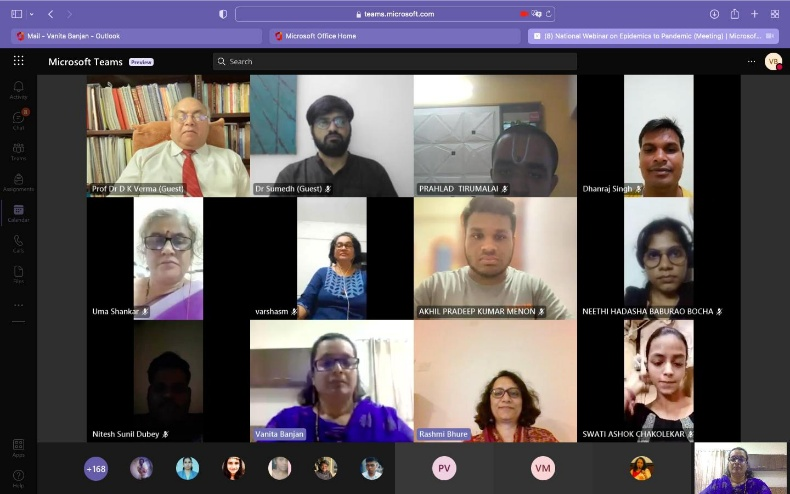 teams.microsoft.com
Mail - Vanita Banjan - Outlook
Microsoft Office Home
(8) National Webinar on Epidemics to Pandemic (Meeting) | Microsof...
Microsoft Teams Preview
Search
VB
Activity
Chat
Teams
Assignments
Calendar
Calls
Files
Prof Dr D K Verma (Guest)
Dr Sumedh (Guest)
PRAHLAD TIRUMALAI
Dhanraj Singh
Uma Shankar
varshasm
AKHIL PRADEEP KUMAR MENON
NEETHI HADASHA BABURAO BOCHA
Nitesh Sunil Dubey
Vanita Banjan
Rashmi Bhure
SWATI ASHOK CHAKOLEKAR
Apps
Help
+168
PV
VM